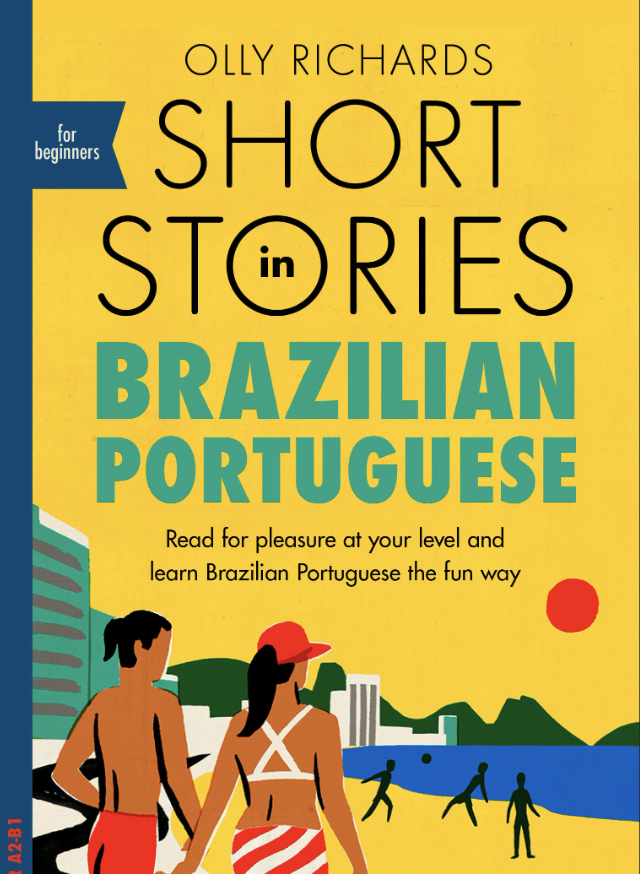 OLLY RICHARDS
for
beginners
SHORT
STORIES
in
BRAZILIAN
PORTUGUESE
Read for pleasure at your level and
learn Brazilian Portuguese the fun way
A2-B1